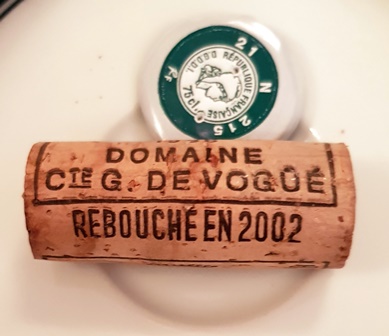 21 N 215
RÉPUBLIQUE FRANÇAISE
DOMAINE
CTE G. DE VOGÜÉ
REBOUCHÉ EN 2002